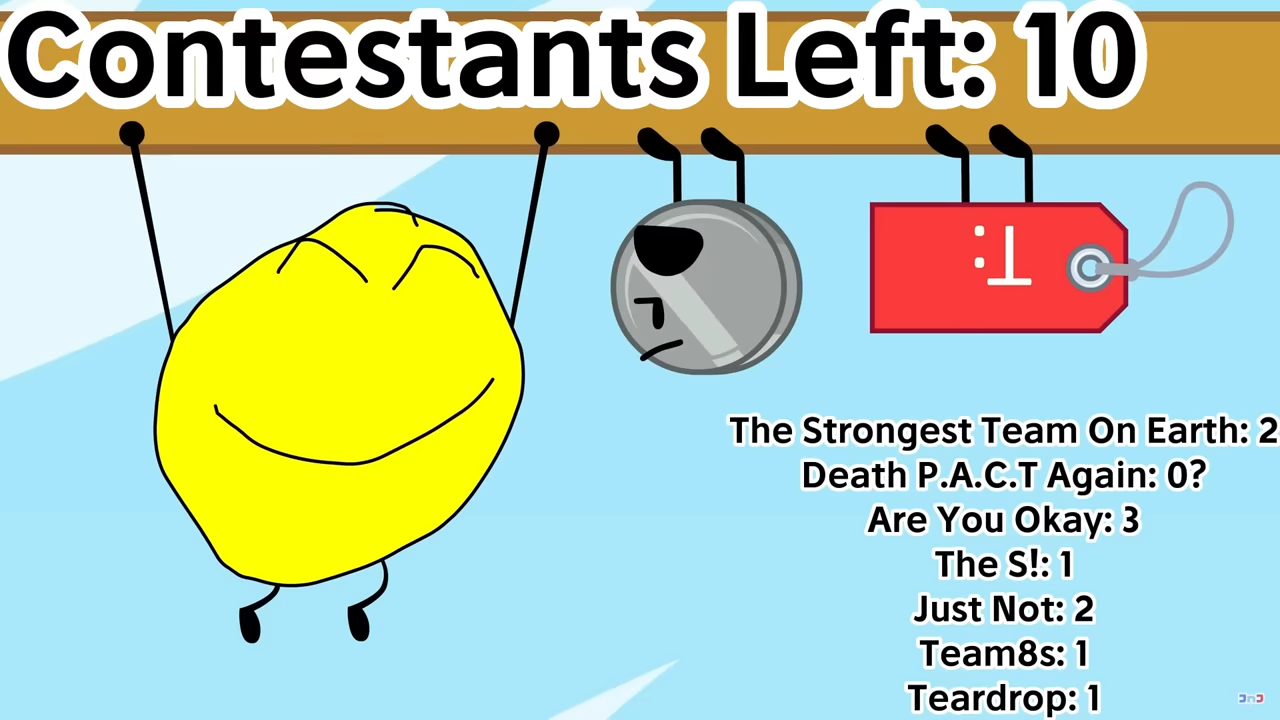 Contestants Left: 10
The Strongest Team On Earth: 2
Death P.A.C.T Again: 0?
Are You Okay: 3
The S!: 1
Just Not: 2
Team8s: 1
Teardrop: 1